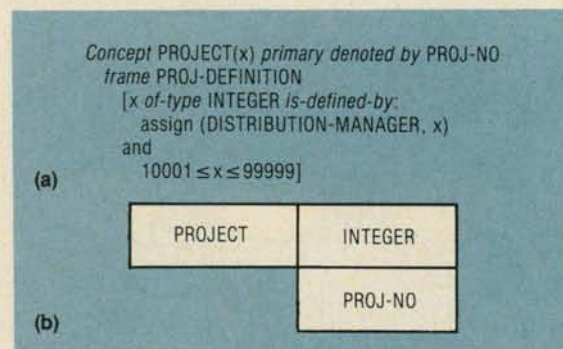 Concept PROJECT(x) primary denoted by PROJ-NO
frame PROJ-DEFINITION
[x of-type INTEGER is-defined-by:
assign (DISTRIBUTION-MANAGER, x)
and
(a)
10001 ≤ x ≤ 99999]
PROJECT INTEGER
PROJ-NO
(b)